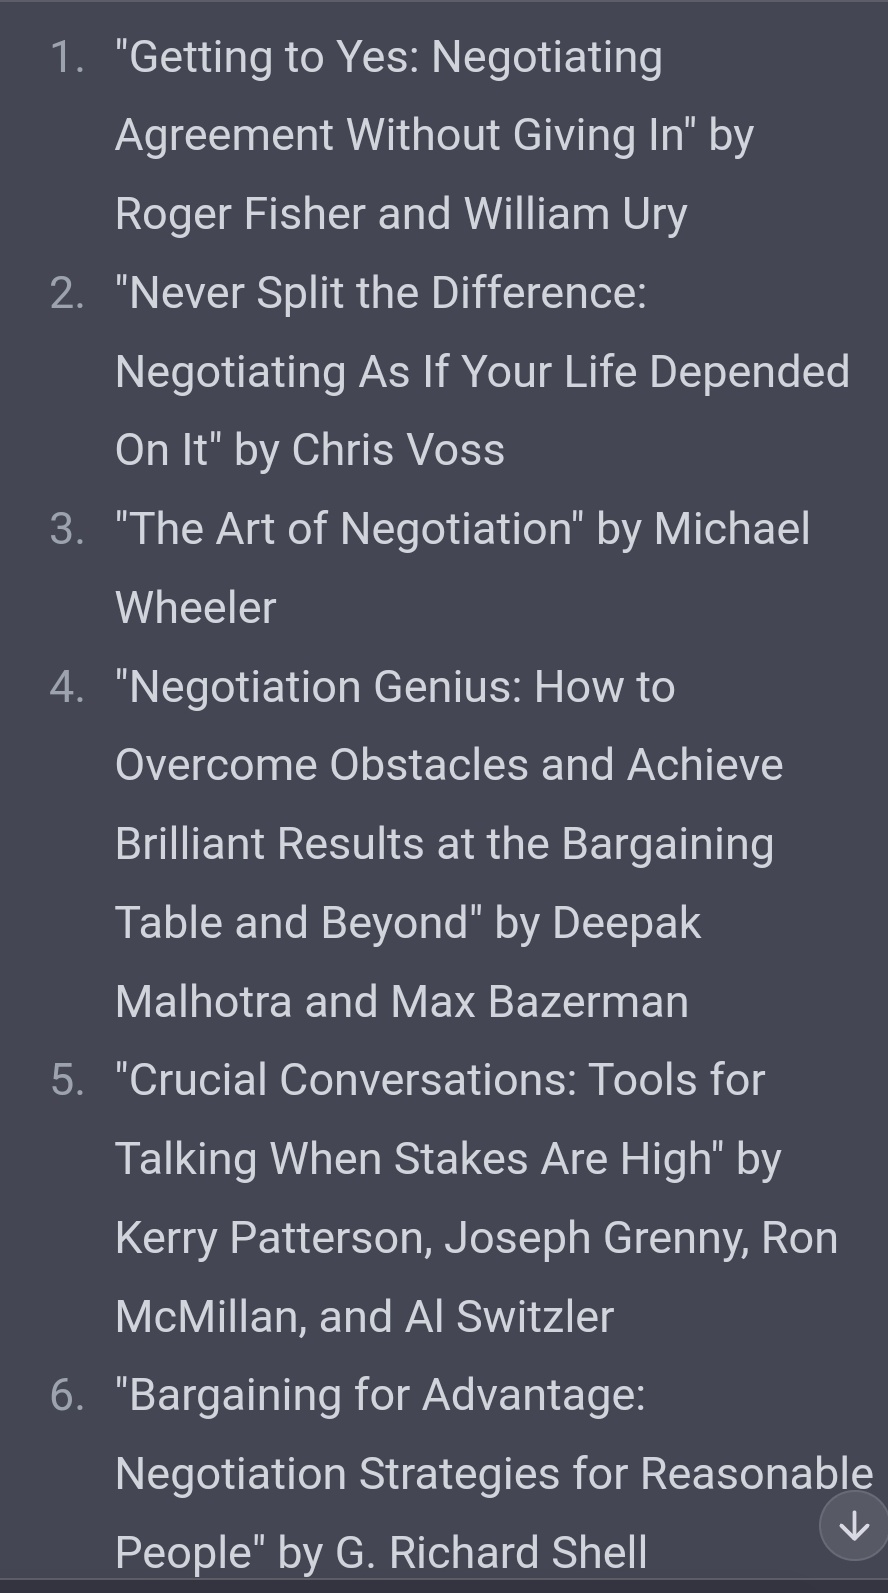 1. "Getting to Yes: Negotiating
Agreement Without Giving In" by
Roger Fisher and William Ury
2. "Never Split the Difference:
Negotiating As If Your Life Depended
On It" by Chris Voss
3. "The Art of Negotiation" by Michael
Wheeler
4. "Negotiation Genius: How to
Overcome Obstacles and Achieve
Brilliant Results at the Bargaining
Table and Beyond" by Deepak
Malhotra and Max Bazerman
5. "Crucial Conversations: Tools for
Talking When Stakes Are High" by
Kerry Patterson, Joseph Grenny, Ron
McMillan, and Al Switzler
6. "Bargaining for Advantage:
Negotiation Strategies for Reasonable
People" by G. Richard Shell